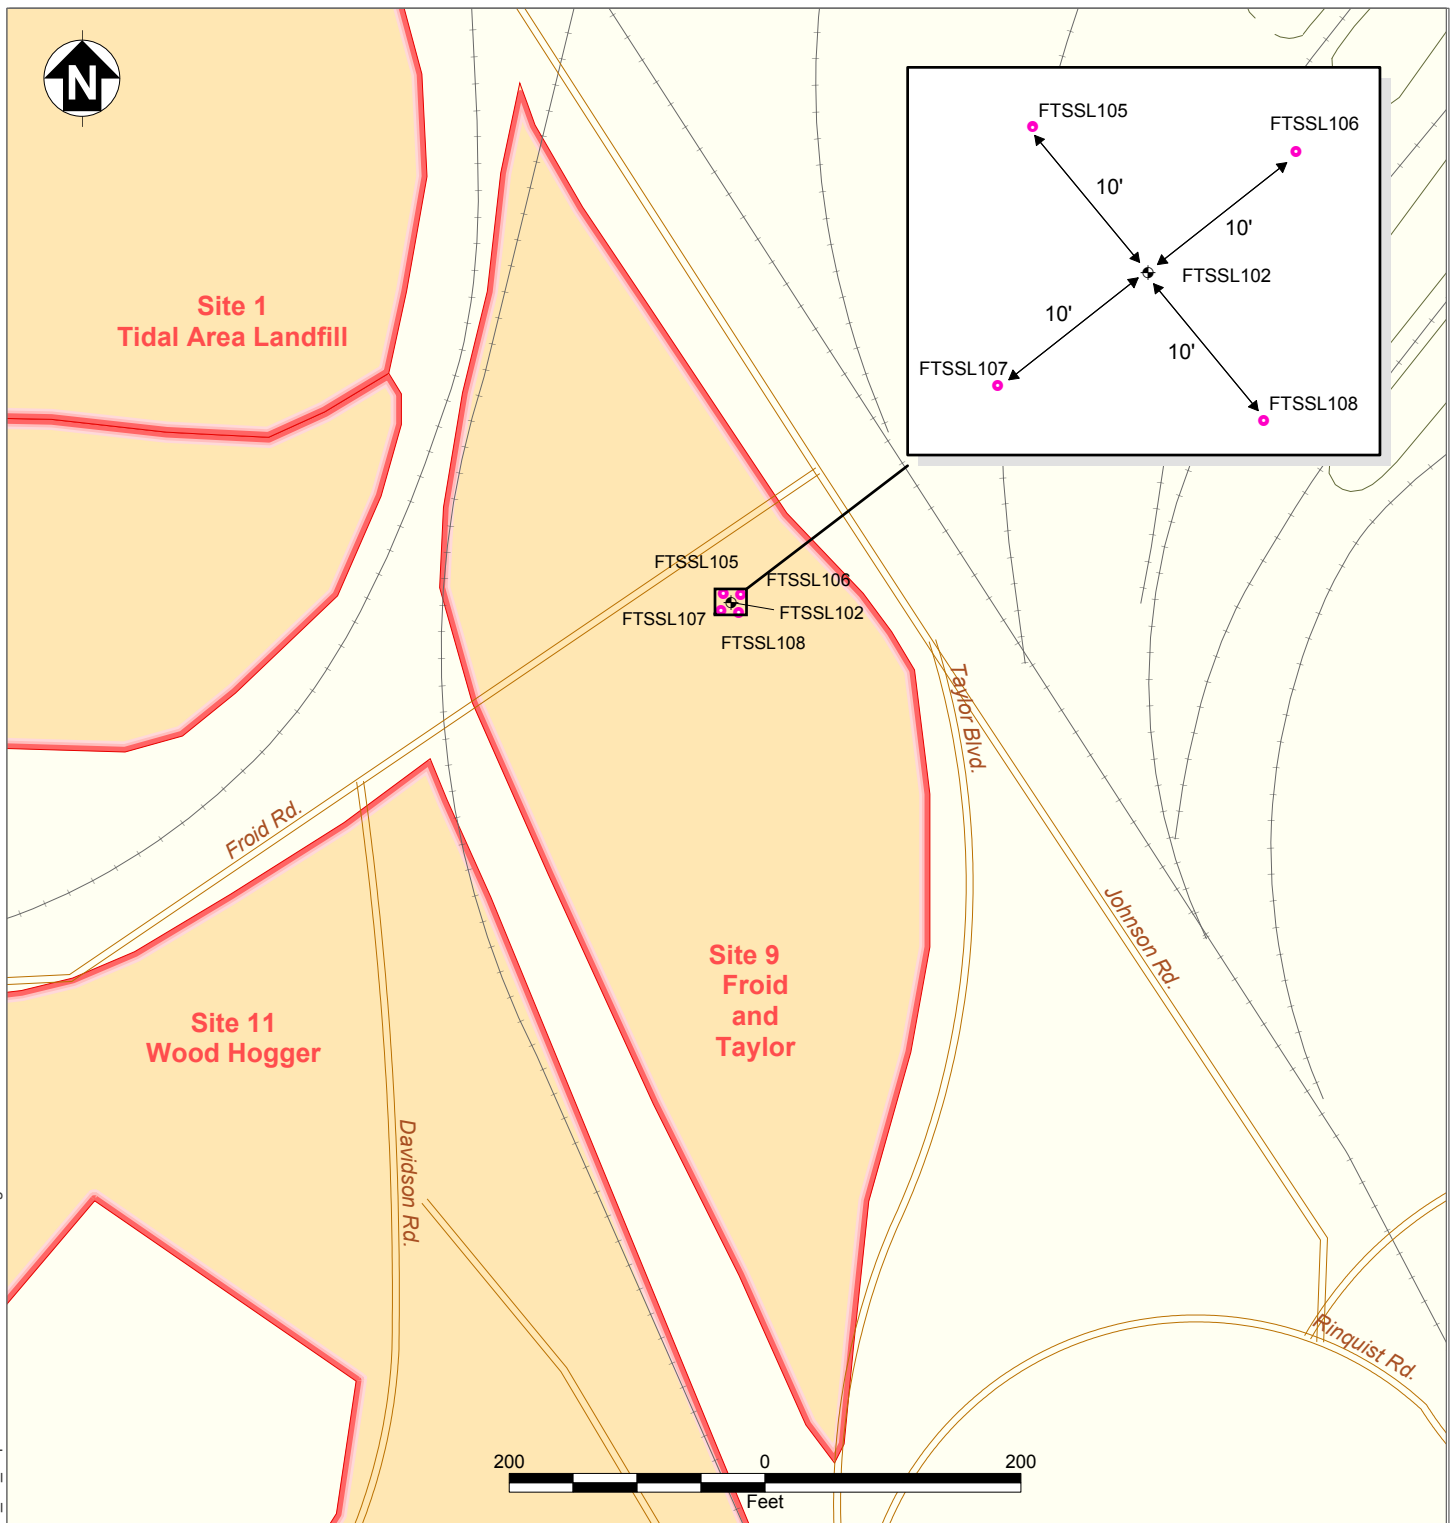 N
FTSSL105
FTSSL106
10'
10'
FTSSL102
10'
10'
FTSSL107
FTSSL108
Site 1
Tidal Area Landfill
FTSSL105
FTSSL106
FTSSL107
FTSSL102
FTSSL108
Taylor Blvd.
Froid Rd.
Johnson Rd.
Site 9
Froid
and
Taylor
Site 11
Wood Hogger
Davidson Rd.
Rinquist Rd.
200 0 200
Feet